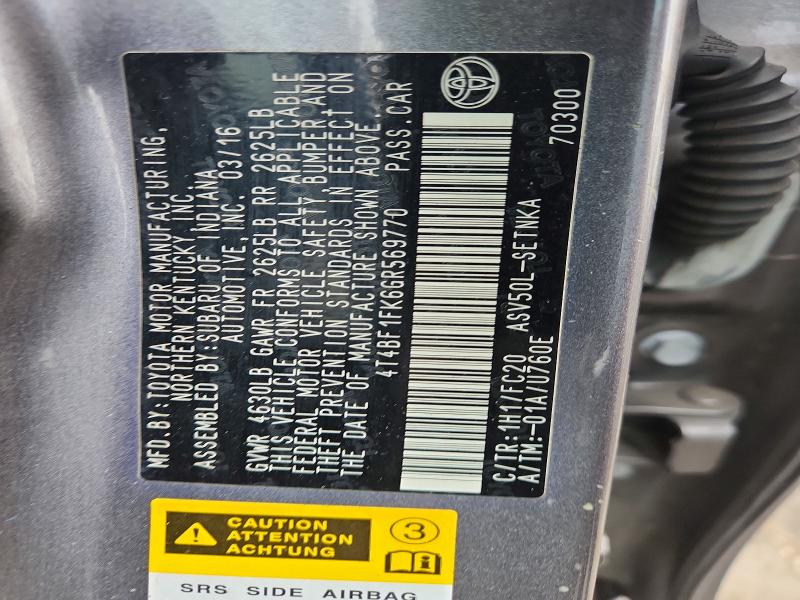 MFD. BY: TOYOTA MOTOR MANUFACTURING,
NORTHERN KENTUCKY, INC.
ASSEMBLED BY: SUBARU OF INDIANA
AUTOMOTIVE, INC. 03/16
GVWR 4630LB GAWR FR 2625LB RR 2625LB
THIS VEHICLE CONFORMS TO ALL APPLICABLE
FEDERAL MOTOR VEHICLE SAFETY BUMPER, AND
THEFT PREVENTION STANDARDS IN EFFECT ON
THE DATE OF MANUFACTURE SHOWN ABOVE.
4T4BF1FK6GR569770 PASS. CAR
C/TR: 1H1/FC20 ASV50L-SETNKA
A/TM: -01A/U760E 70300
CAUTION
ATTENTION
ACHTUNG
3
SRS SIDE AIRBAG